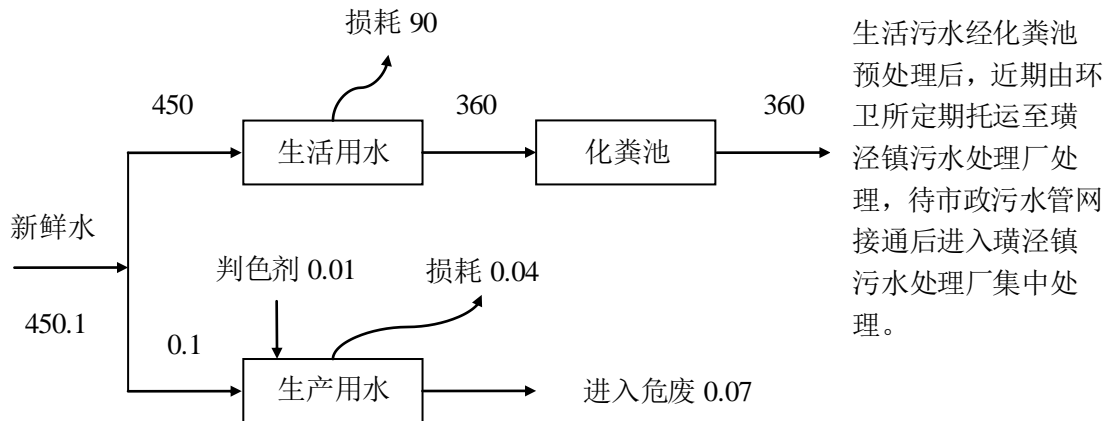 损耗 90
450
360
360
生活用水
化粪池
生活污水经化粪池
预处理后，近期由环
卫所定期托运至璜
泾镇污水处理厂处
理，待市政污水管网
接通后进入璜泾镇
污水处理厂集中处
理。
新鲜水
450.1
判色剂 0.01
损耗 0.04
0.1
生产用水
进入危废 0.07